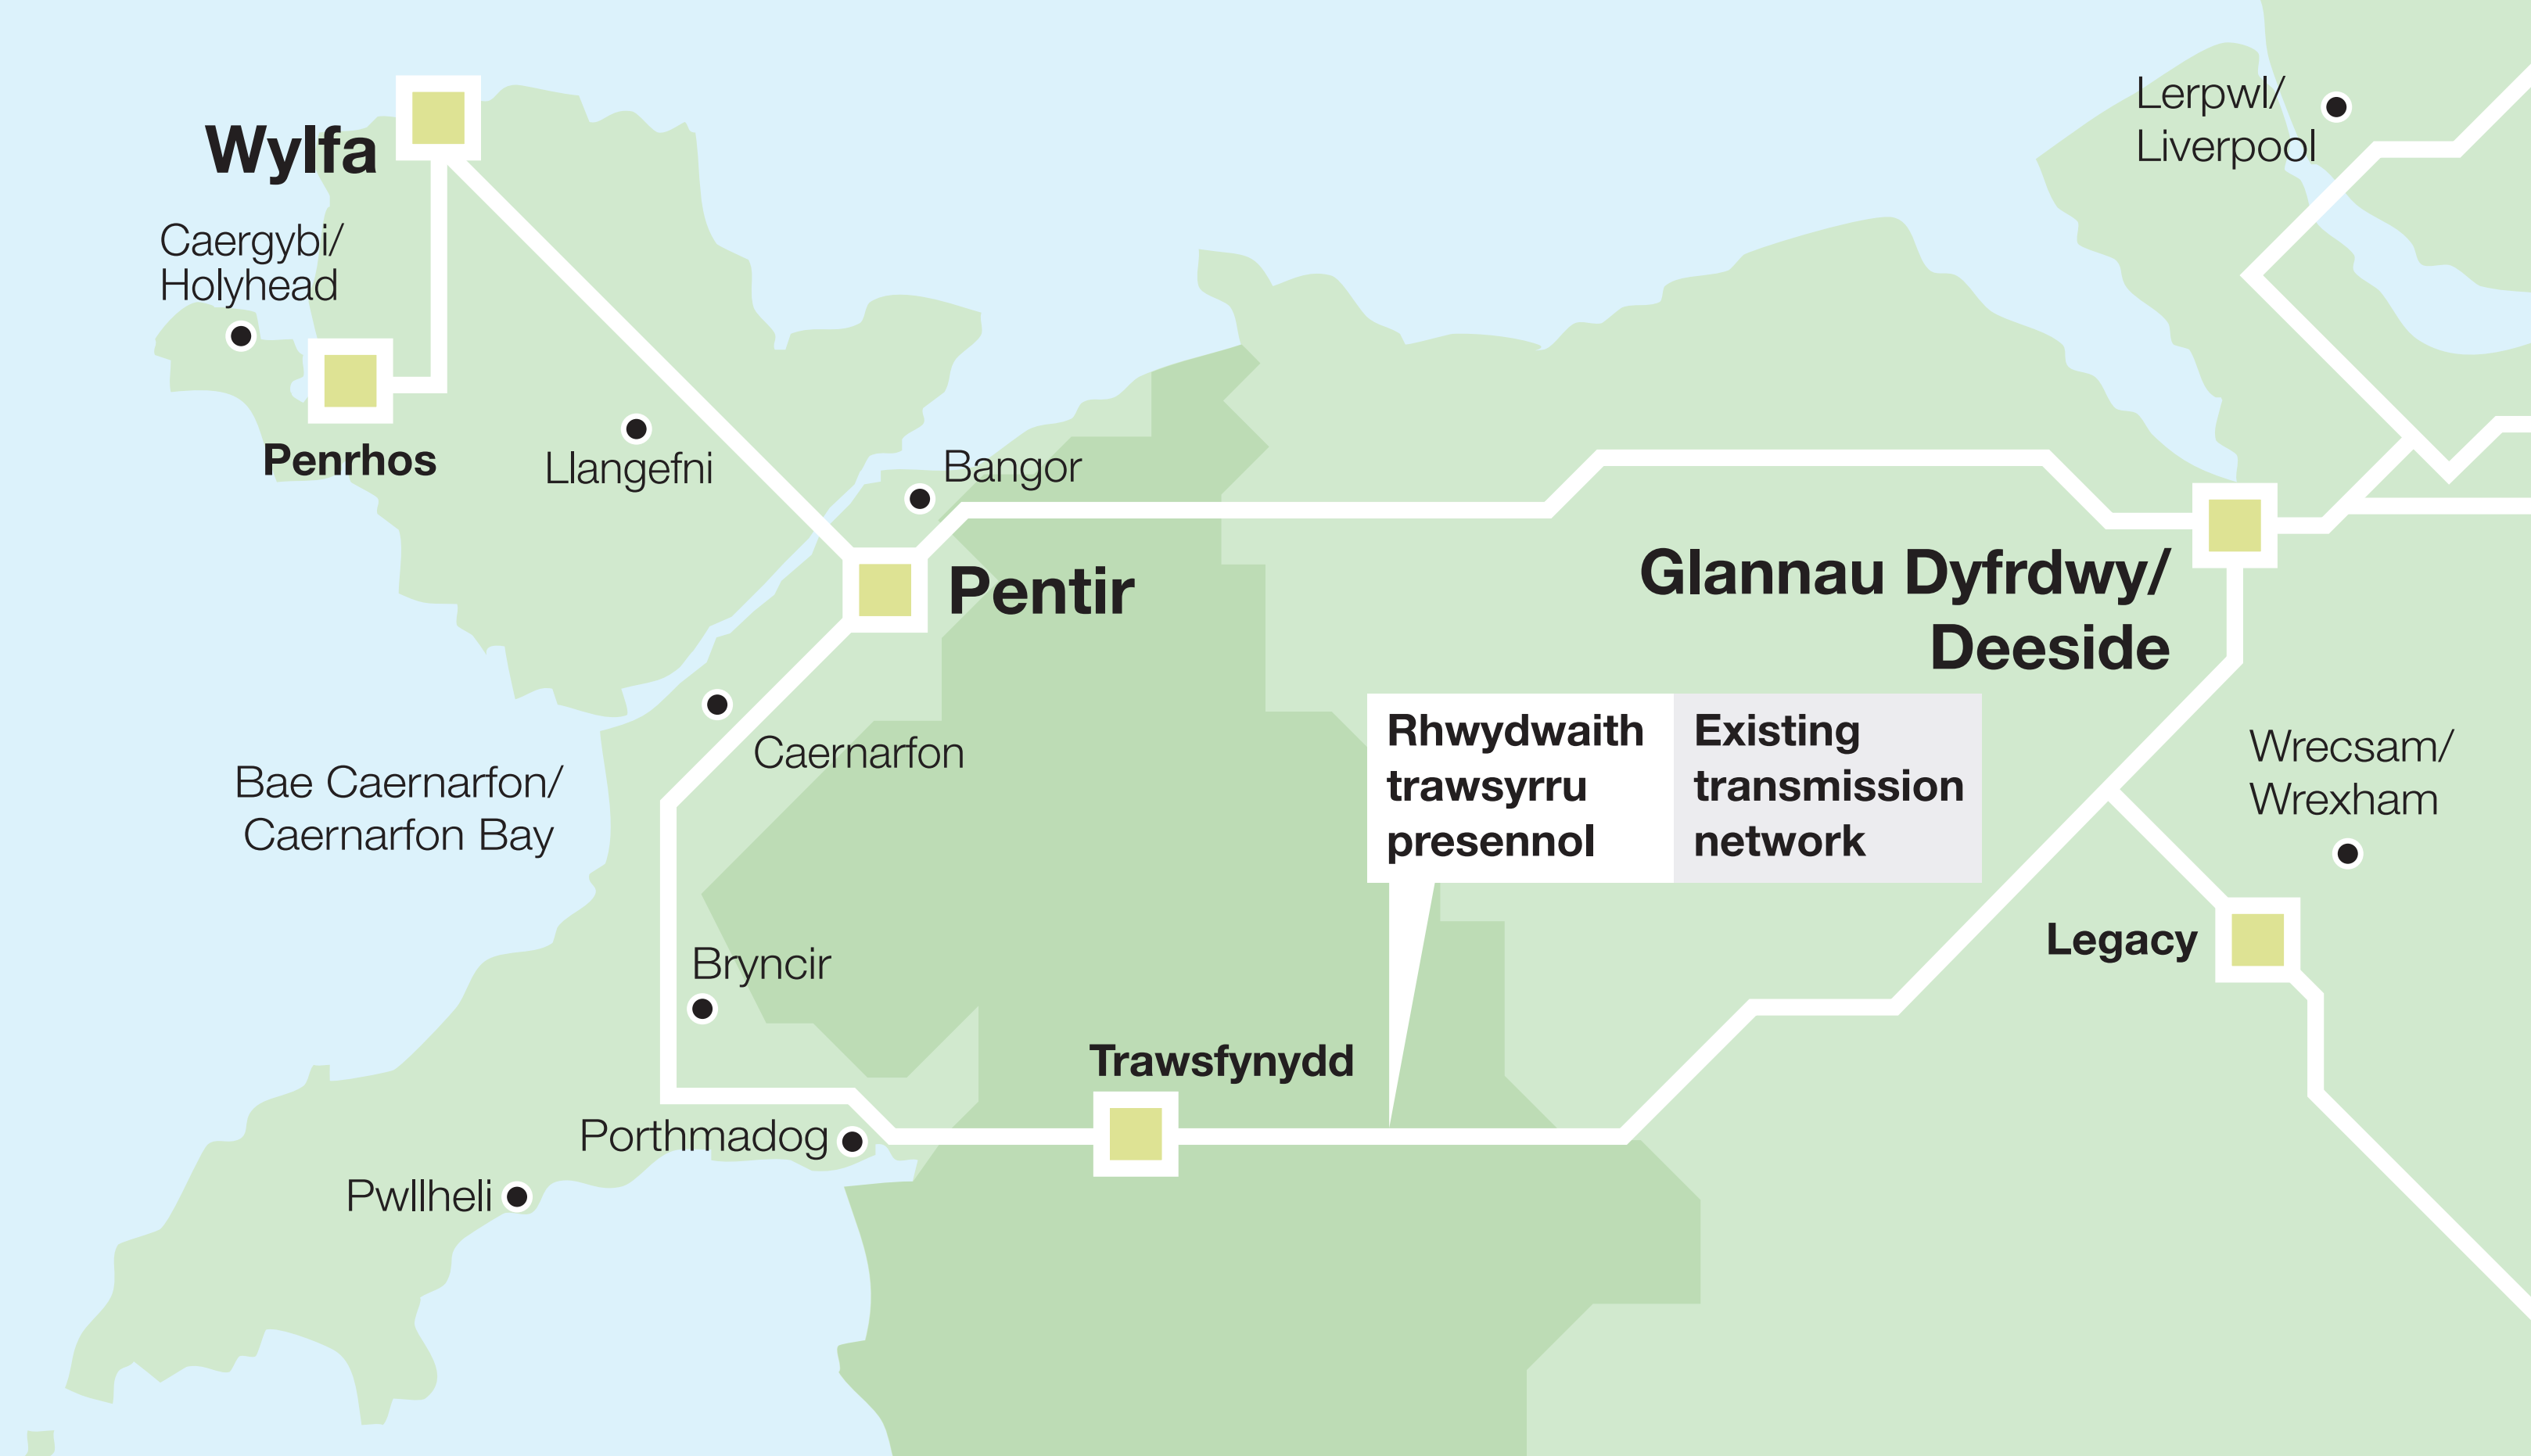 Wylfa
Caergybi/
Holyhead
Penrhos
Llangefni
Bangor
Pentir
Lerpwl/
Liverpool
Glannau Dyfrdwy/
Deeside
Rhwydwaith
trawsyrru
presennol
Existing
transmission
network
Wrecsam/
Wrexham
Legacy
Caernarfon
Bae Caernarfon/
Caernarfon Bay
Bryncir
Trawsfynydd
Porthmadog
Pwllheli